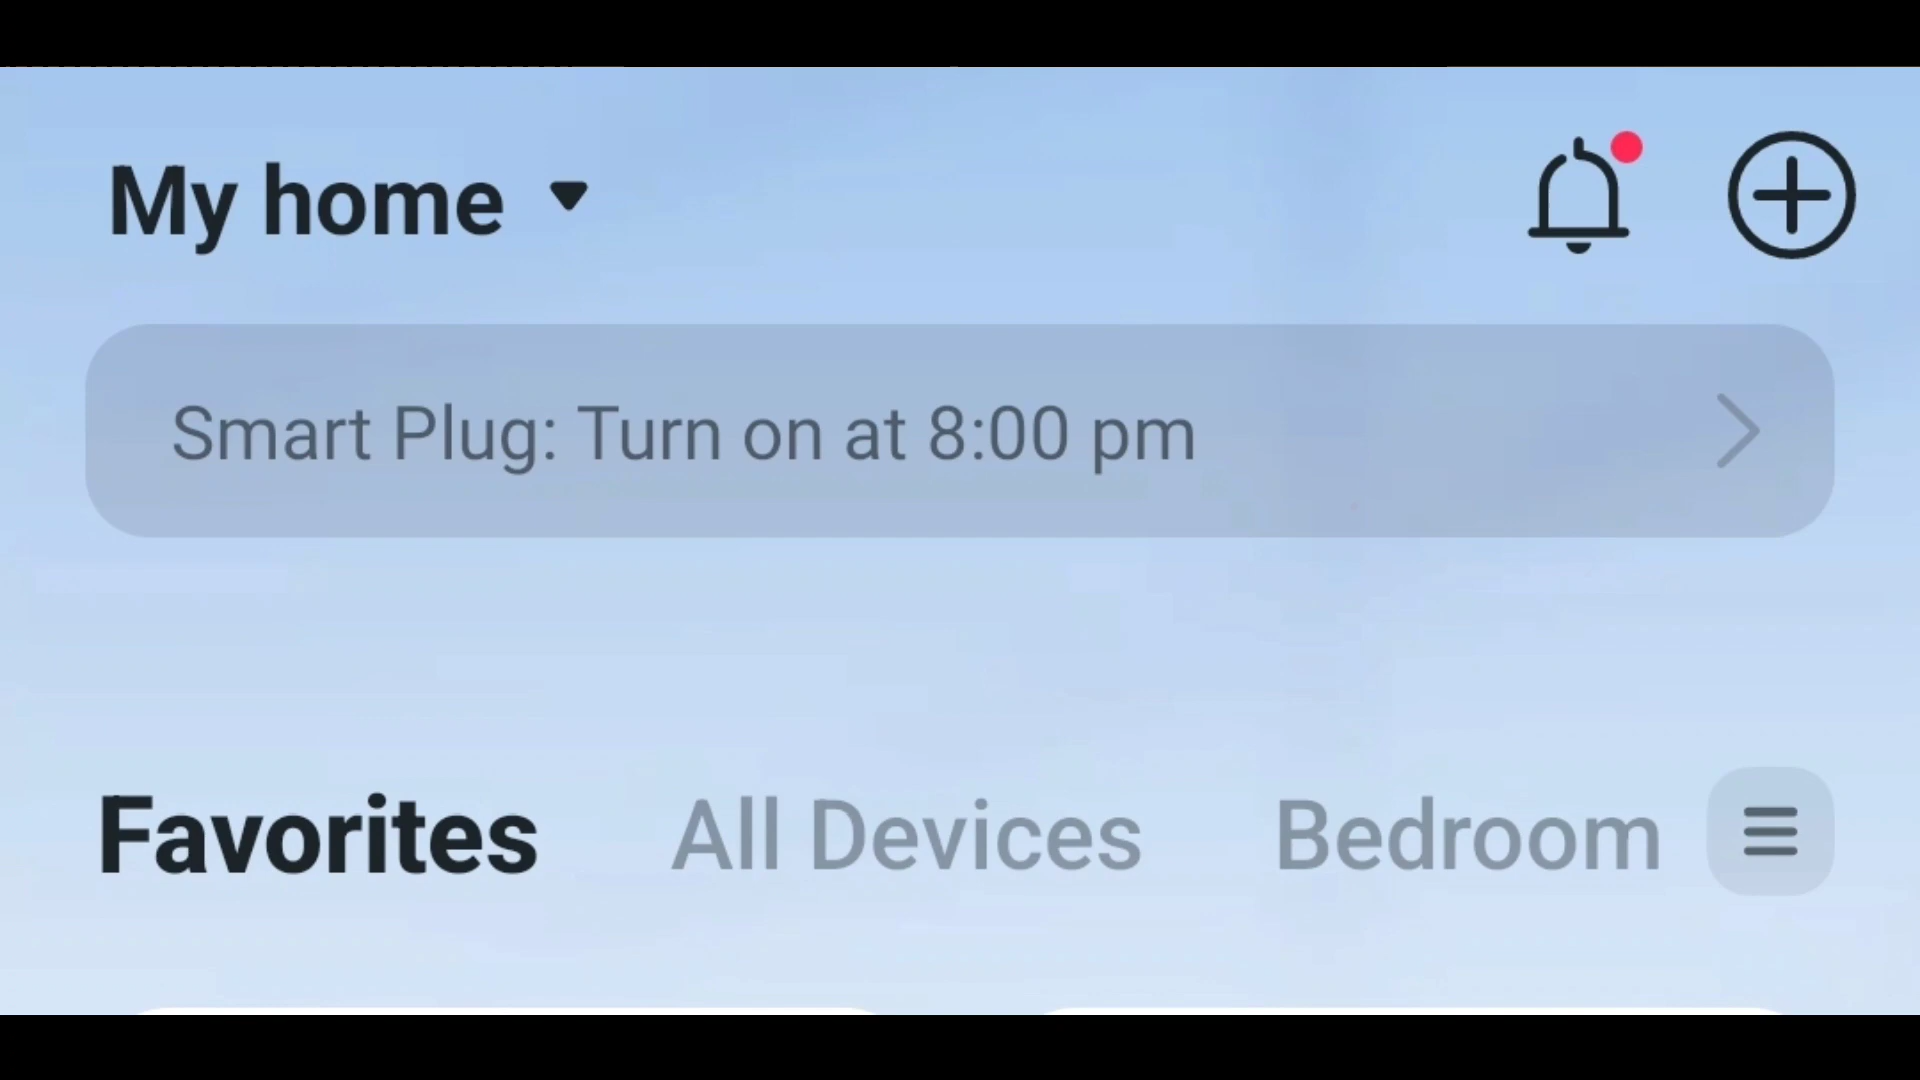 My home
Smart Plug: Turn on at 8:00 pm
Favorites All Devices Bedroom